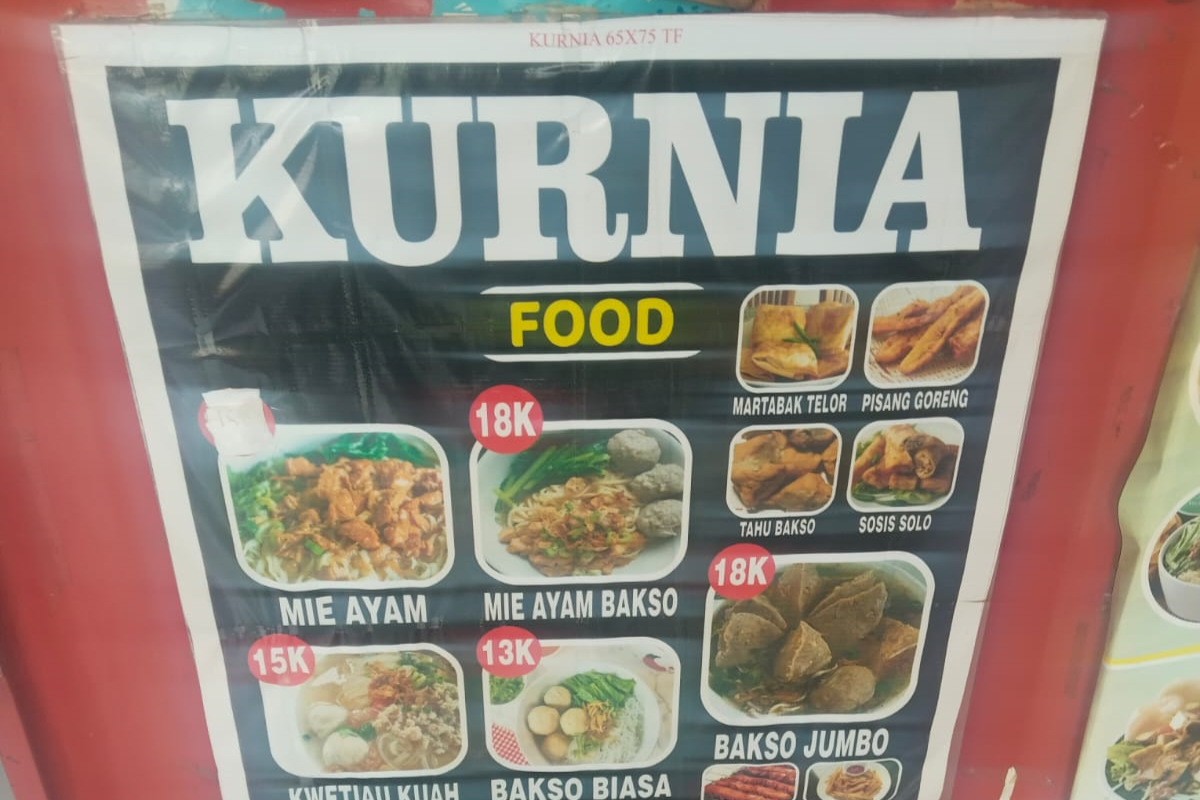 KURNIA 65X75 TF
KURNIA
FOOD
MARTABAK TELOR
PISANG GORENG
18K
TAHU BAKSO
SOSIS SOLO
MIE AYAM
MIE AYAM BAKSO
18K
15K
13K
BAKSO JUMBO
KWETIAU KUAH
BAKSO BIASA